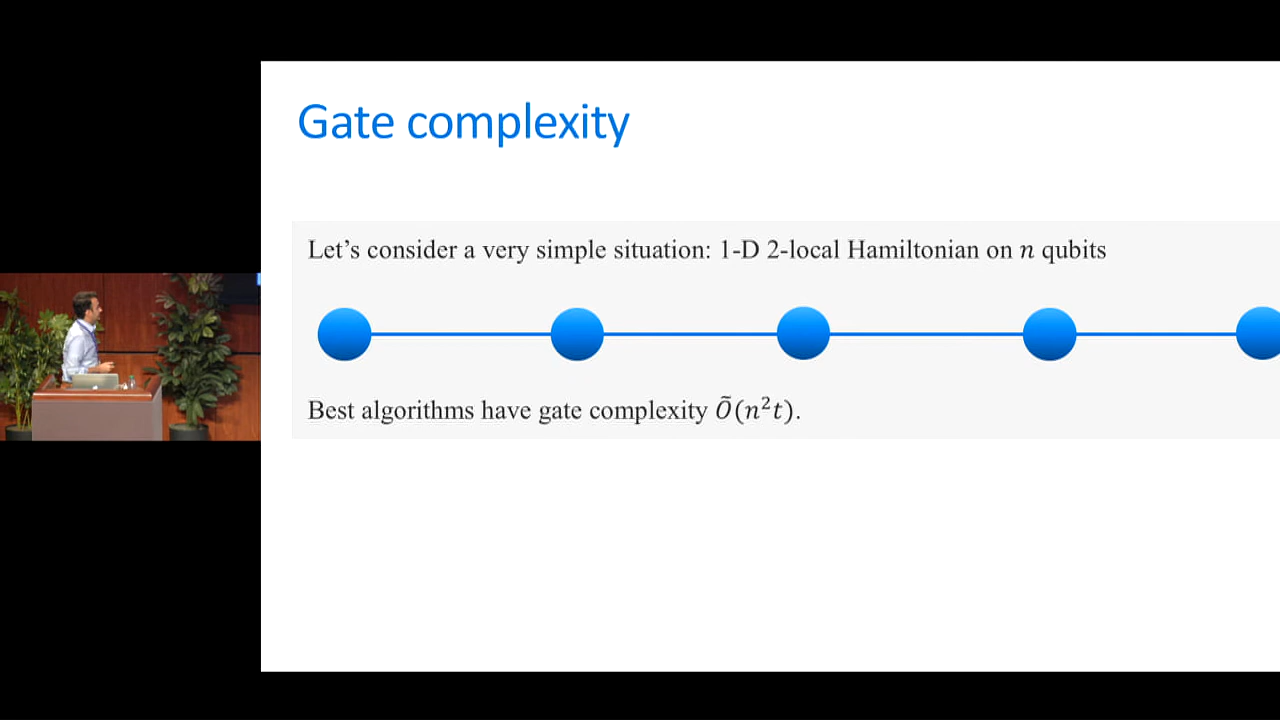 Gate complexity
Let's consider a very simple situation: 1-D 2-local Hamiltonian on n qubits
Best algorithms have gate complexity Õ(n²t).